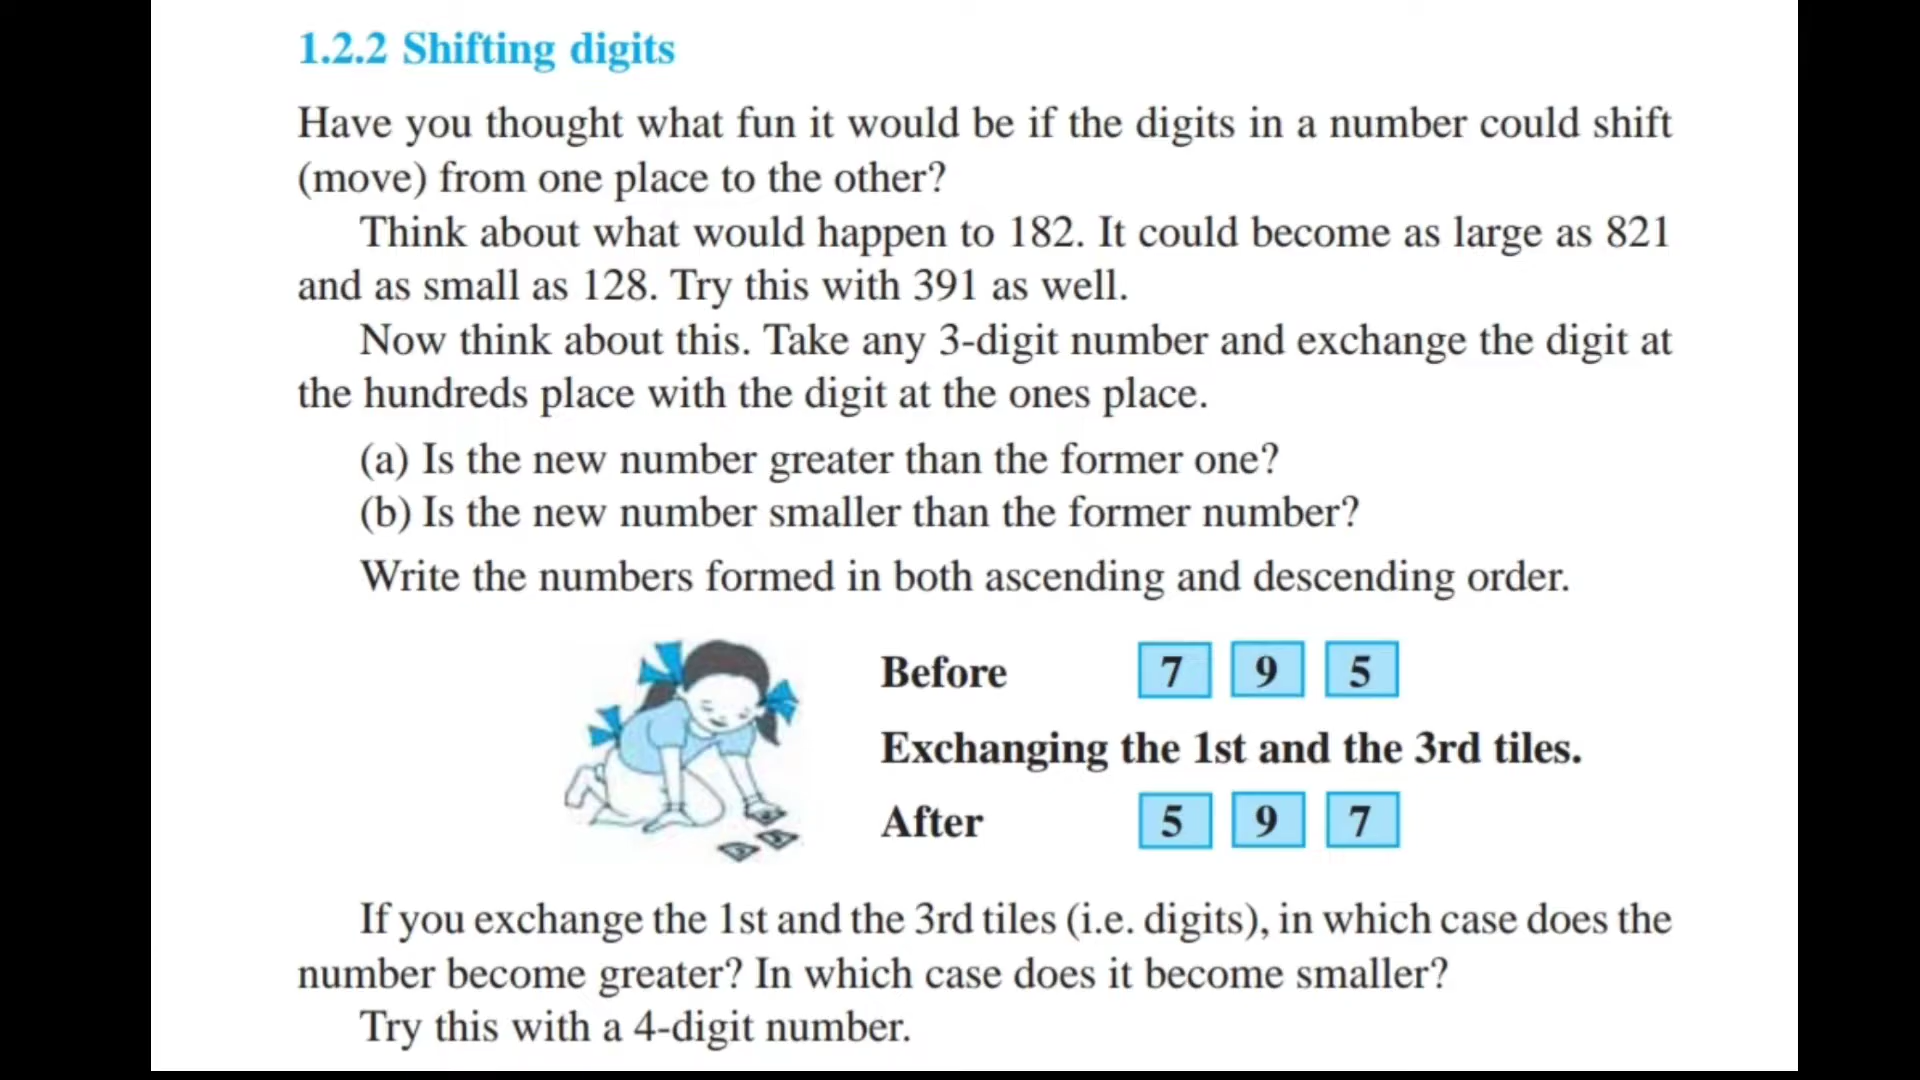 1.2.2 Shifting digits
Have you thought what fun it would be if the digits in a number could shift
(move) from one place to the other?
Think about what would happen to 182. It could become as large as 821
and as small as 128. Try this with 391 as well.
Now think about this. Take any 3-digit number and exchange the digit at
the hundreds place with the digit at the ones place.
(a) Is the new number greater than the former one?
(b) Is the new number smaller than the former number?
Write the numbers formed in both ascending and descending order.
Before 7 9 5
Exchanging the 1st and the 3rd tiles.
After 5 9 7
If you exchange the 1st and the 3rd tiles (i.e. digits), in which case does the
number become greater? In which case does it become smaller?
Try this with a 4-digit number.